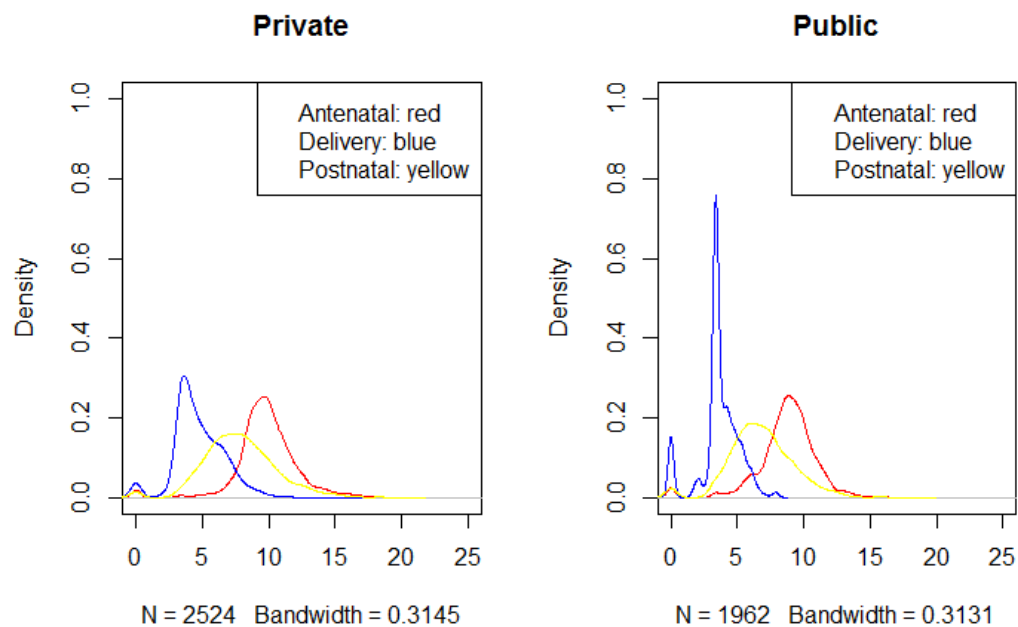 Private
Antenatal: red
Delivery: blue
Postnatal: yellow
Density
0.0 0.2 0.4 0.6 0.8 1.0
0 5 10 15 20 25
N = 2524 Bandwidth = 0.3145
Public
Antenatal: red
Delivery: blue
Postnatal: yellow
Density
0.0 0.2 0.4 0.6 0.8 1.0
0 5 10 15 20 25
N = 1962 Bandwidth = 0.3131